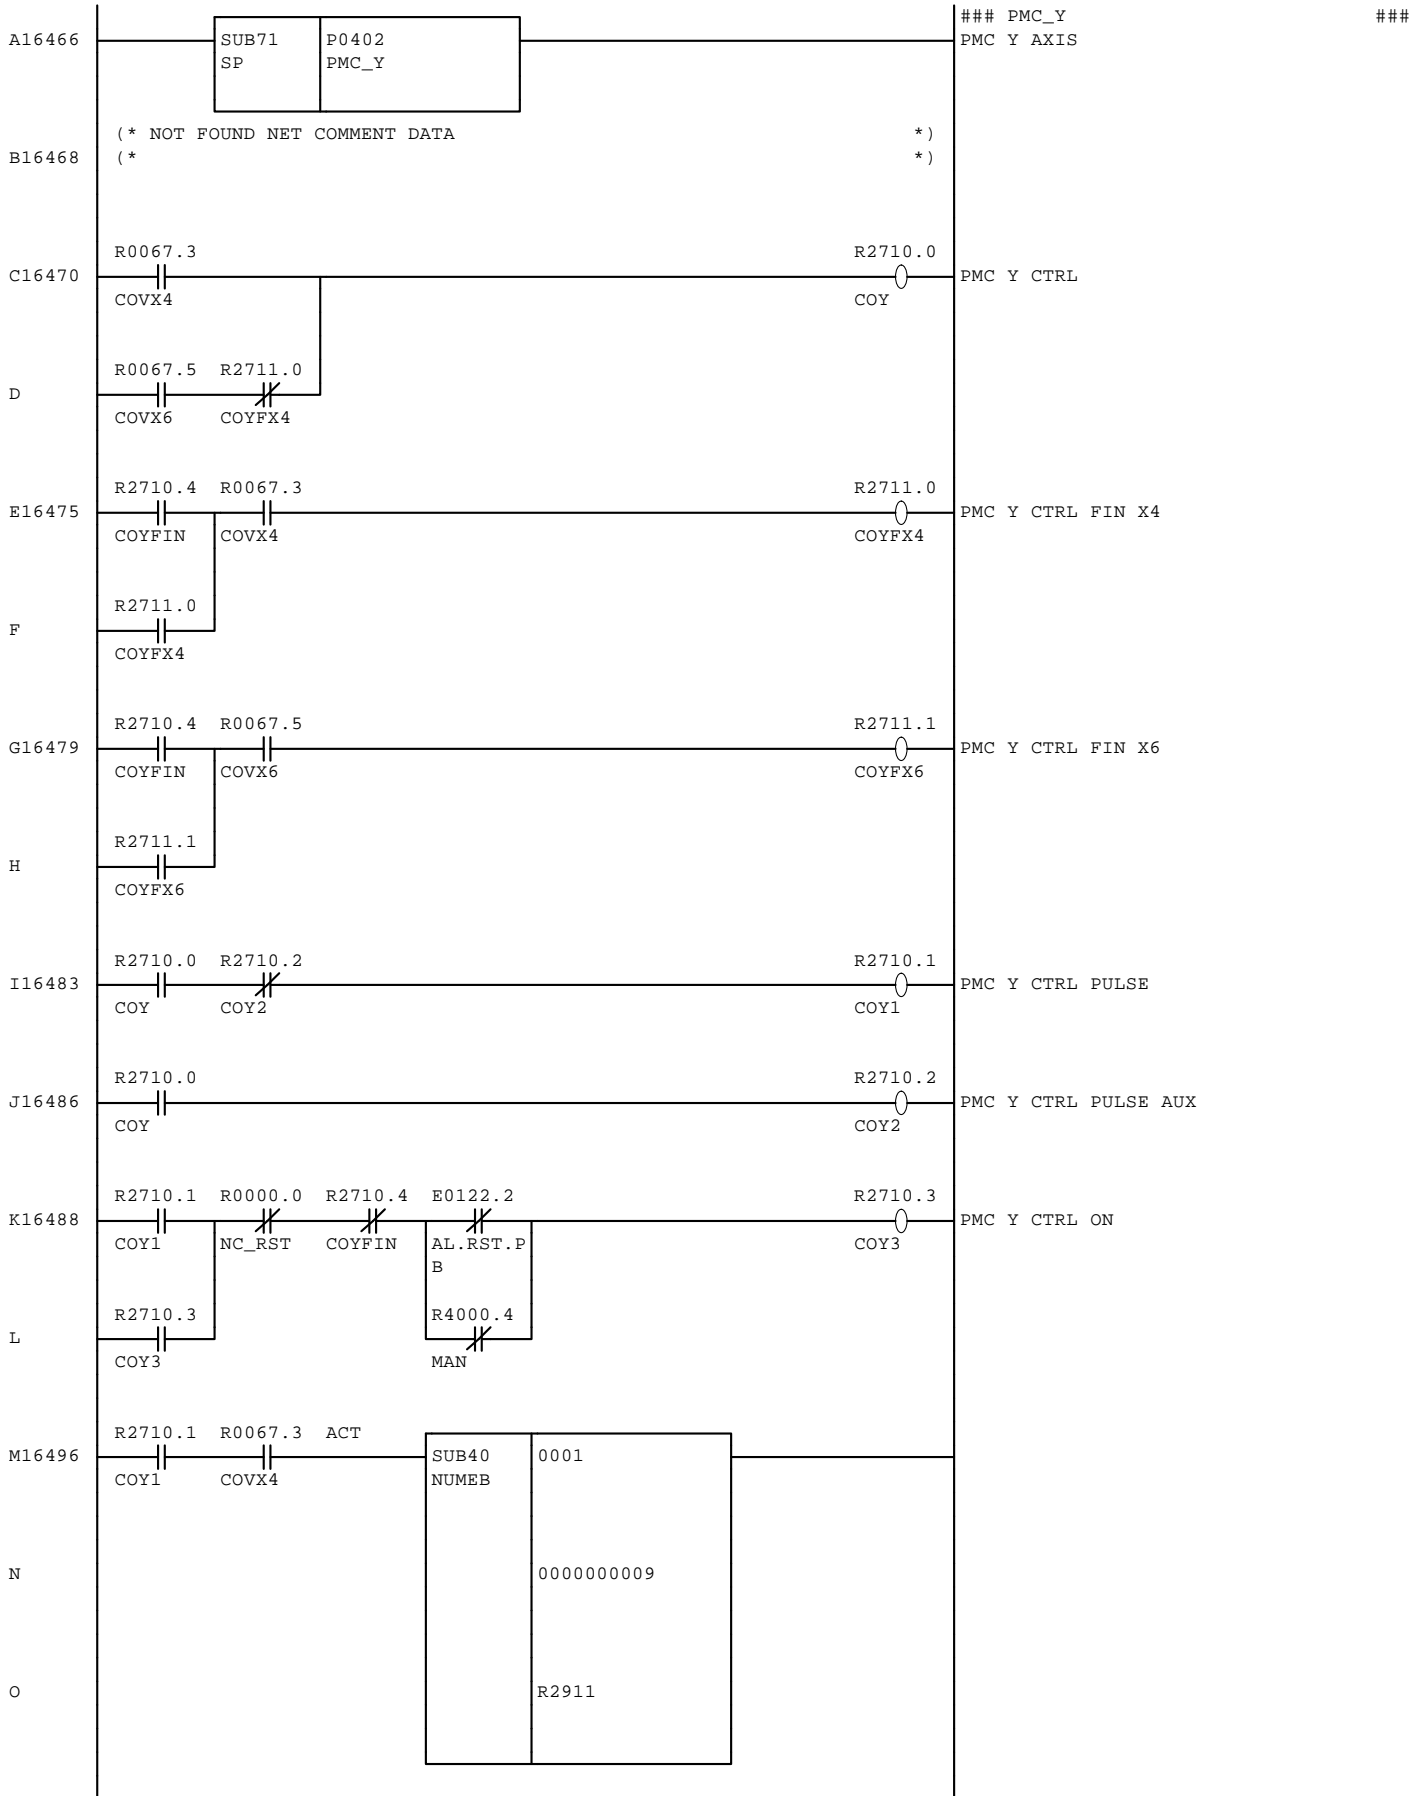 ### PMC_Y ###
A16466 SUB71 P0402 PMC Y AXIS
SP PMC_Y
(* NOT FOUND NET COMMENT DATA *)
B16468 (* *)
R0067.3 R2710.0
C16470 PMC Y CTRL
COVX4 COY
R0067.5 R2711.0
D
COVX6 COYFX4
R2710.4 R0067.3 R2711.0
E16475 PMC Y CTRL FIN X4
COYFIN COVX4 COYFX4
R2711.0
F
COYFX4
R2710.4 R0067.5 R2711.1
G16479 PMC Y CTRL FIN X6
COYFIN COVX6 COYFX6
R2711.1
H
COYFX6
R2710.0 R2710.2 R2710.1
I16483 PMC Y CTRL PULSE
COY COY2 COY1
R2710.0 R2710.2
J16486 PMC Y CTRL PULSE AUX
COY COY2
R2710.1 R0000.0 R2710.4 E0122.2 R2710.3
K16488 PMC Y CTRL ON
COY1 NC_RST COYFIN AL.RST.P COY3
B
R2710.3 R4000.4
L
COY3 MAN
R2710.1 R0067.3 ACT
M16496 SUB40 0001
COY1 COVX4 NUMEB
N 0000000009
O R2911